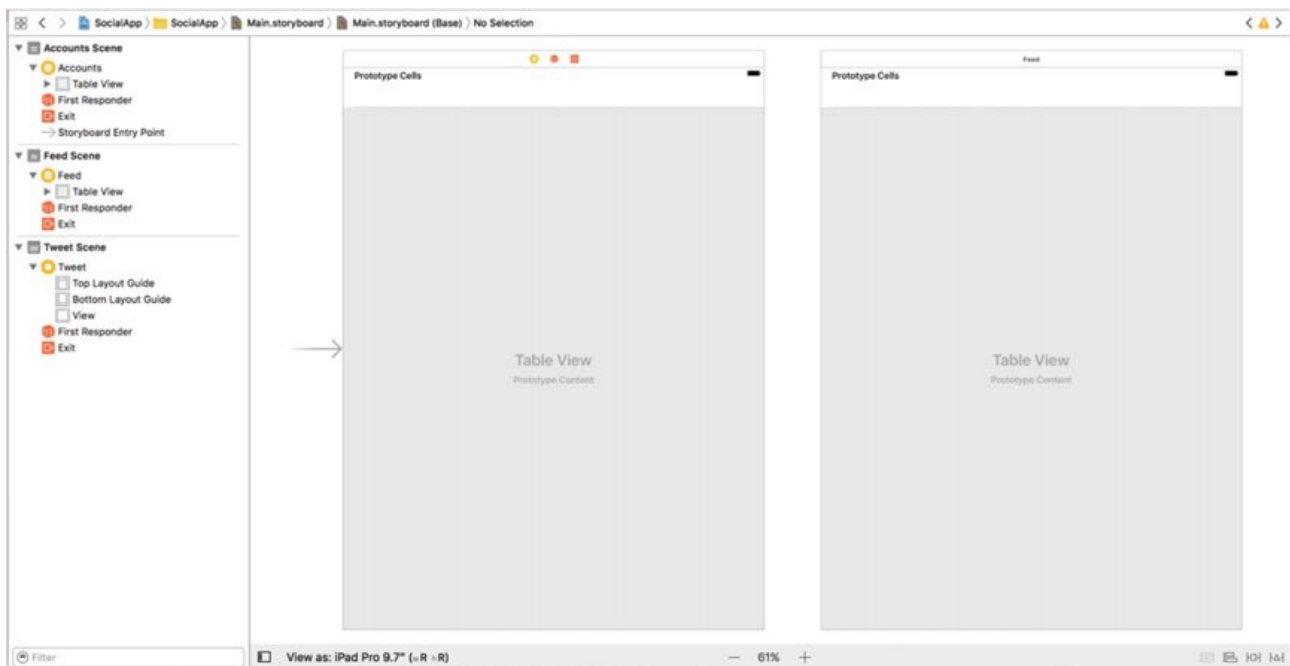 SocialApp SocialApp Main.storyboard Main.storyboard (Base) No Selection
Accounts Scene
Accounts
Table View
First Responder
Exit
Storyboard Entry Point
Feed Scene
Feed
Table View
First Responder
Exit
Tweet Scene
Tweet
Top Layout Guide
Bottom Layout Guide
View
First Responder
Exit
Filter
Prototype Cells
Table View
Prototype Content
Feed
Prototype Cells
Table View
Prototype Content
View as: iPad Pro 9.7" (wR hR)
61%